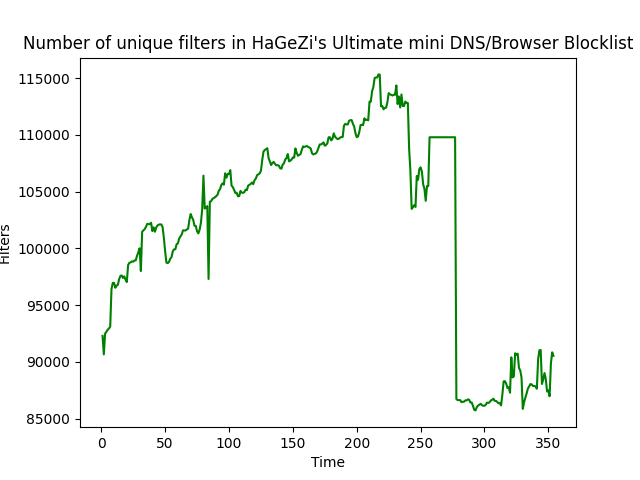 Number of unique filters in HaGeZi's Ultimate mini DNS/Browser Blocklist
115000
110000
105000
100000
95000
90000
85000
Filters
0 50 100 150 200 250 300 350
Time